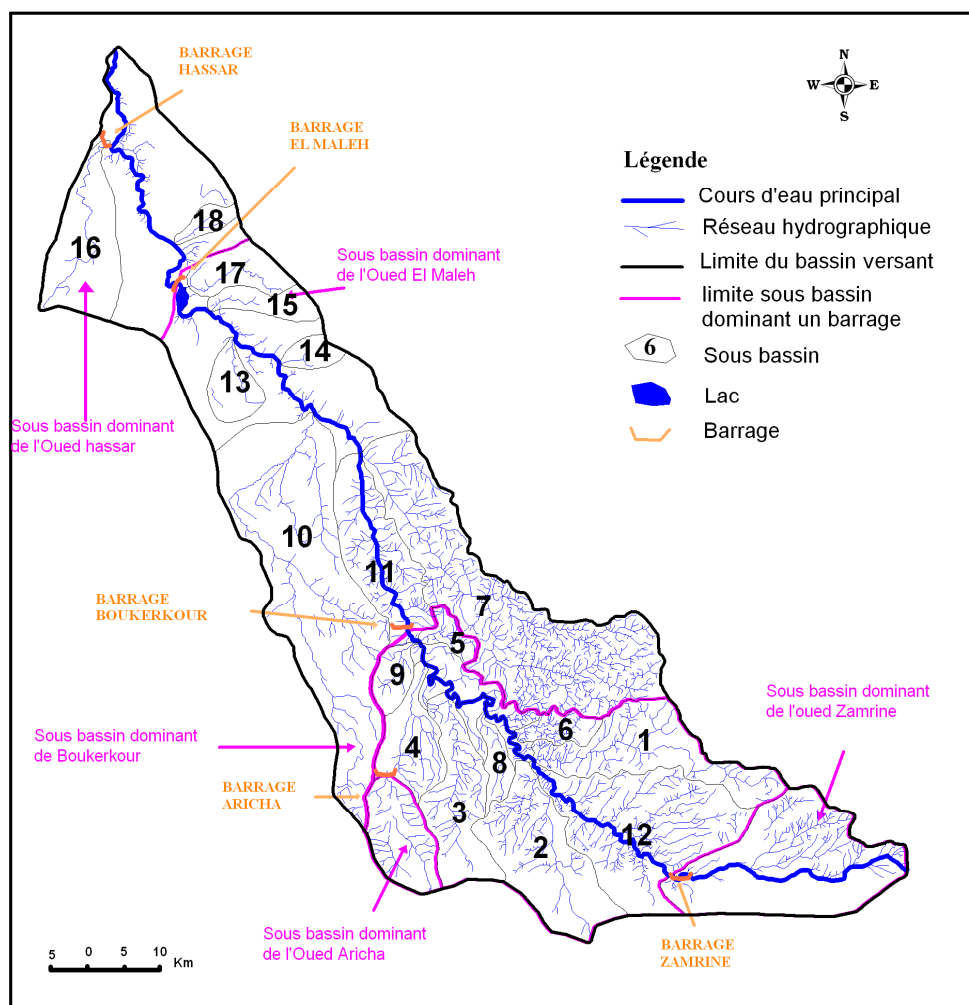 BARRAGE
HASSAR
BARRAGE
EL MALEH
N
W
E
S
Légende
Cours d'eau principal
Réseau hydrographique
Limite du bassin versant
limite sous bassin
dominant un barrage
6
Sous bassin
Lac
Barrage
18
16
17
Sous bassin dominant
de l'Oued El Maleh
15
14
13
Sous bassin dominant
de l'Oued hassar
10
11
BARRAGE
BOUKERKOUR
7
5
9
Sous bassin dominant
de l'oued Zamrine
6
1
4
8
Sous bassin dominant
de Boukerkour
BARRAGE
ARICHA
3
2
12
Sous bassin dominant
de l'Oued Aricha
BARRAGE
ZAMRINE
5 0 5 10
Km